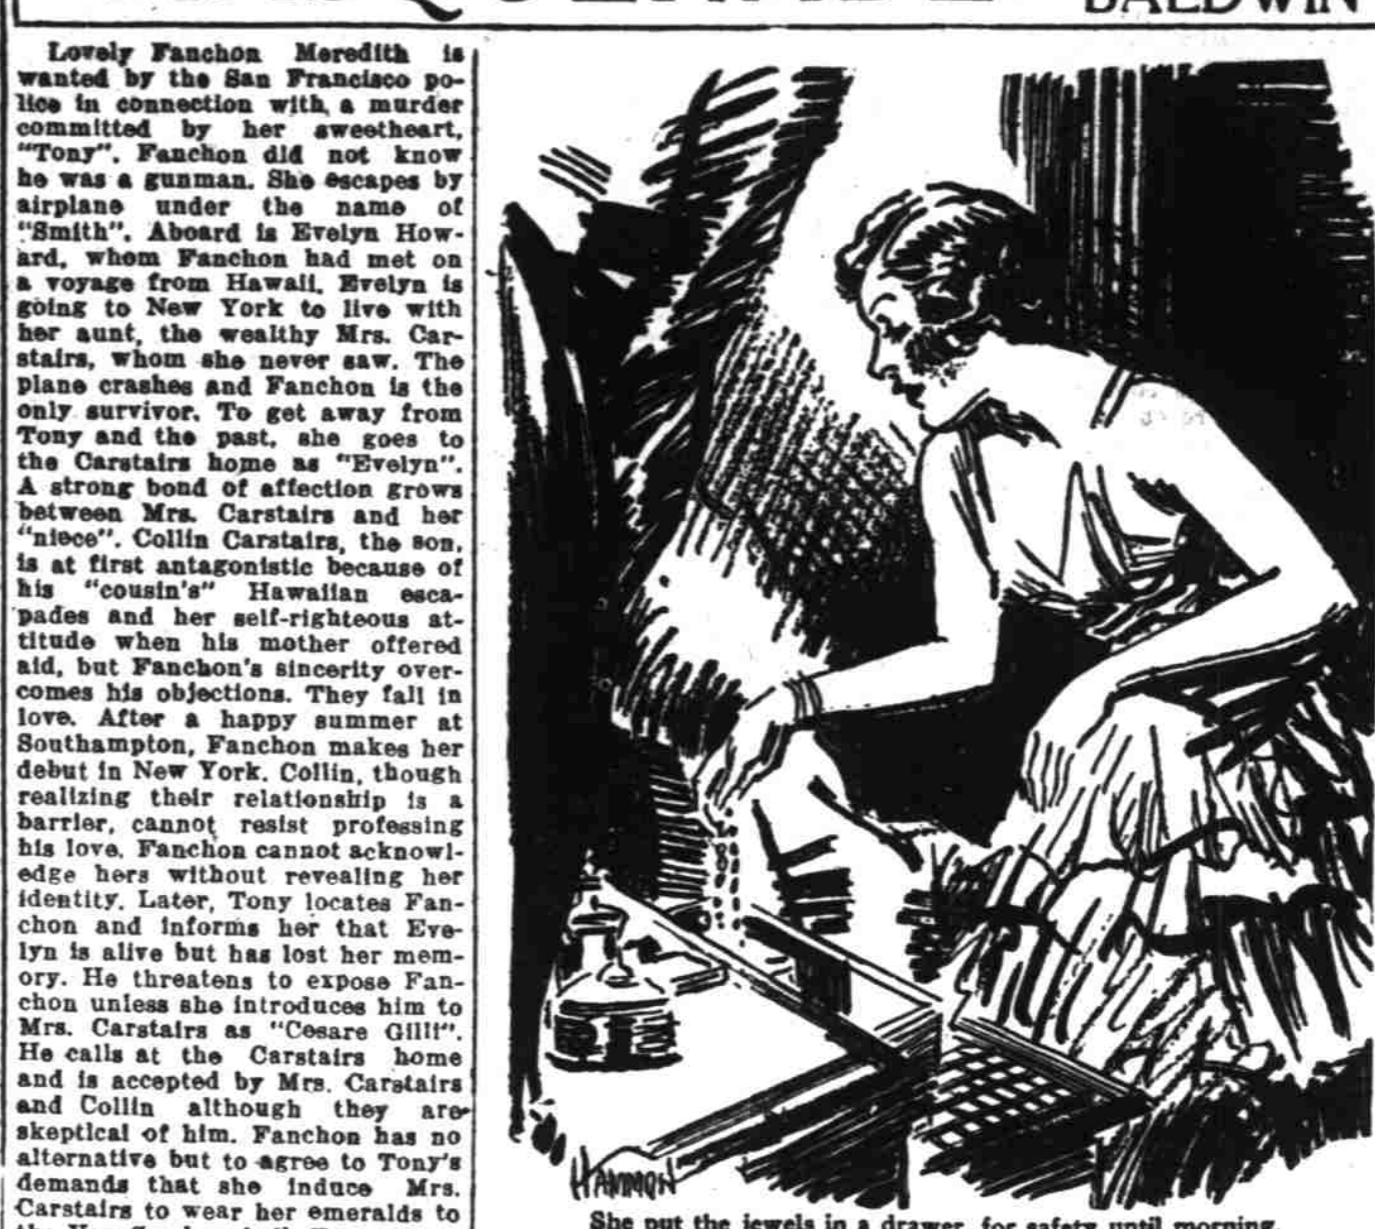 BALDWIN
Lovely Fanchon Meredith is
wanted by the San Francisco po-
lice in connection with a murder
committed by her sweetheart,
"Tony". Fanchon did not know
he was a gunman. She escapes by
airplane under the name of
"Smith". Aboard is Evelyn How-
ard, whom Fanchon had met on
a voyage from Hawaii. Evelyn is
going to New York to live with
her aunt, the wealthy Mrs. Car-
stairs, whom she never saw. The
plane crashes and Fanchon is the
only survivor. To get away from
Tony and the past, she goes to
the Carstairs home as "Evelyn".
A strong bond of affection grows
between Mrs. Carstairs and her
"niece". Collin Carstairs, the son,
is at first antagonistic because of
his "cousin's" Hawaiian esca-
pades and her self-righteous at-
titude when his mother offered
aid, but Fanchon's sincerity over-
comes his objections. They fall in
love. After a happy summer at
Southampton, Fanchon makes her
debut in New York. Collin, though
realizing their relationship is a
barrier, cannot resist professing
his love. Fanchon cannot acknowl-
edge hers without revealing her
identity. Later, Tony locates Fan-
chon and informs her that Eve-
lyn is alive but has lost her mem-
ory. He threatens to expose Fan-
chon unless she introduces him to
Mrs. Carstairs as "Cesare Gilli".
He calls at the Carstairs home
and is accepted by Mrs. Carstairs
and Collin although they are
skeptical of him. Fanchon has no
alternative but to agree to Tony's
demands that she induce Mrs.
Carstairs to wear her emeralds to
HAMMON
She put the jewels in a drawer, for safety until morning.